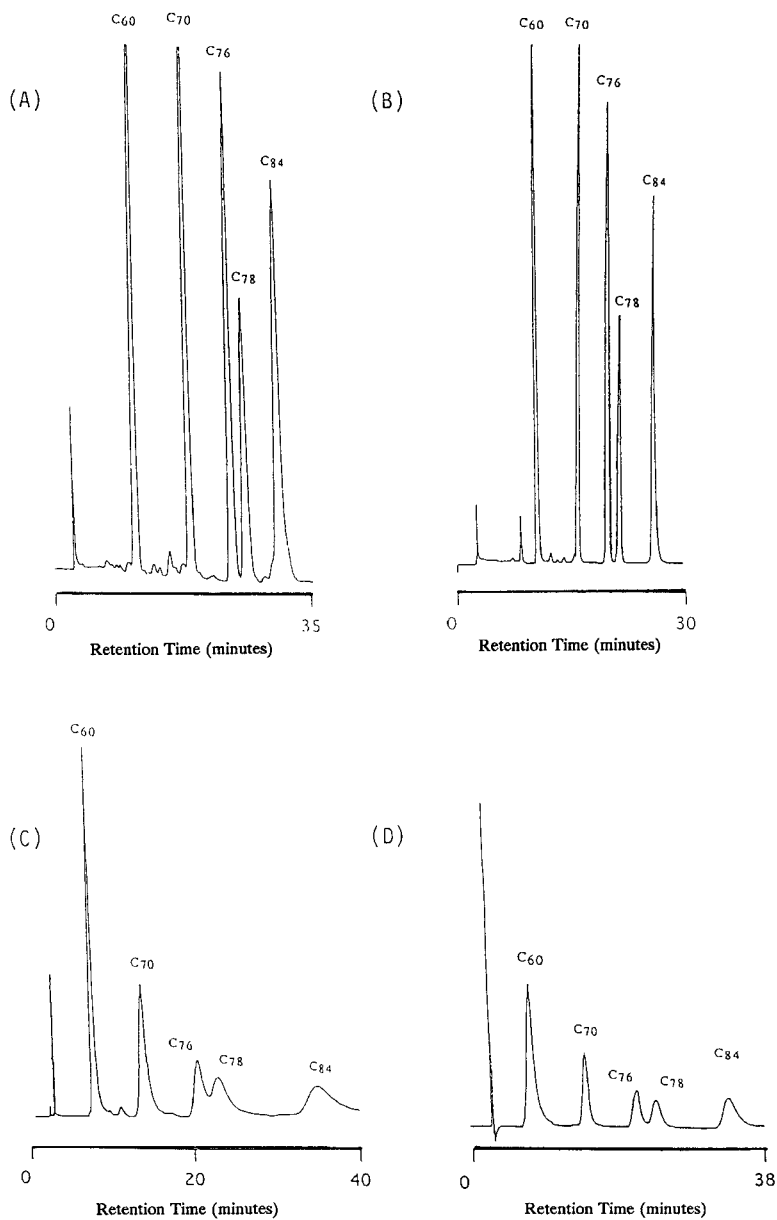 (A)
C60
C70
C76
C78
C84
0 35
Retention Time (minutes)
(B)
C60
C70
C76
C78
C84
0 30
Retention Time (minutes)
(C)
C60
C70
C76
C78
C84
0 20 40
Retention Time (minutes)
(D)
C60
C70
C76
C78
C84
0 38
Retention Time (minutes)